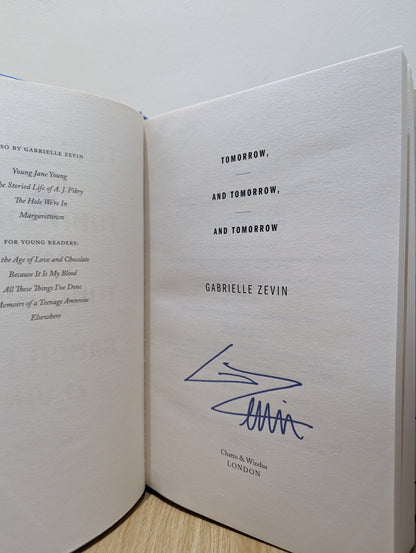 SO BY GABRIELLE ZEVIN
Young Jane Young
he Storied Life of A. J. Fikry
The Hole We're In
Margarettown
FOR YOUNG READERS:
the Age of Love and Chocolate
Because It Is My Blood
All These Things I've Done
Memoirs of a Teenage Amnesiac
Elsewhere
TOMORROW,
AND TOMORROW,
AND TOMORROW
GABRIELLE ZEVIN
Zevin
Chatto & Windus
LONDON